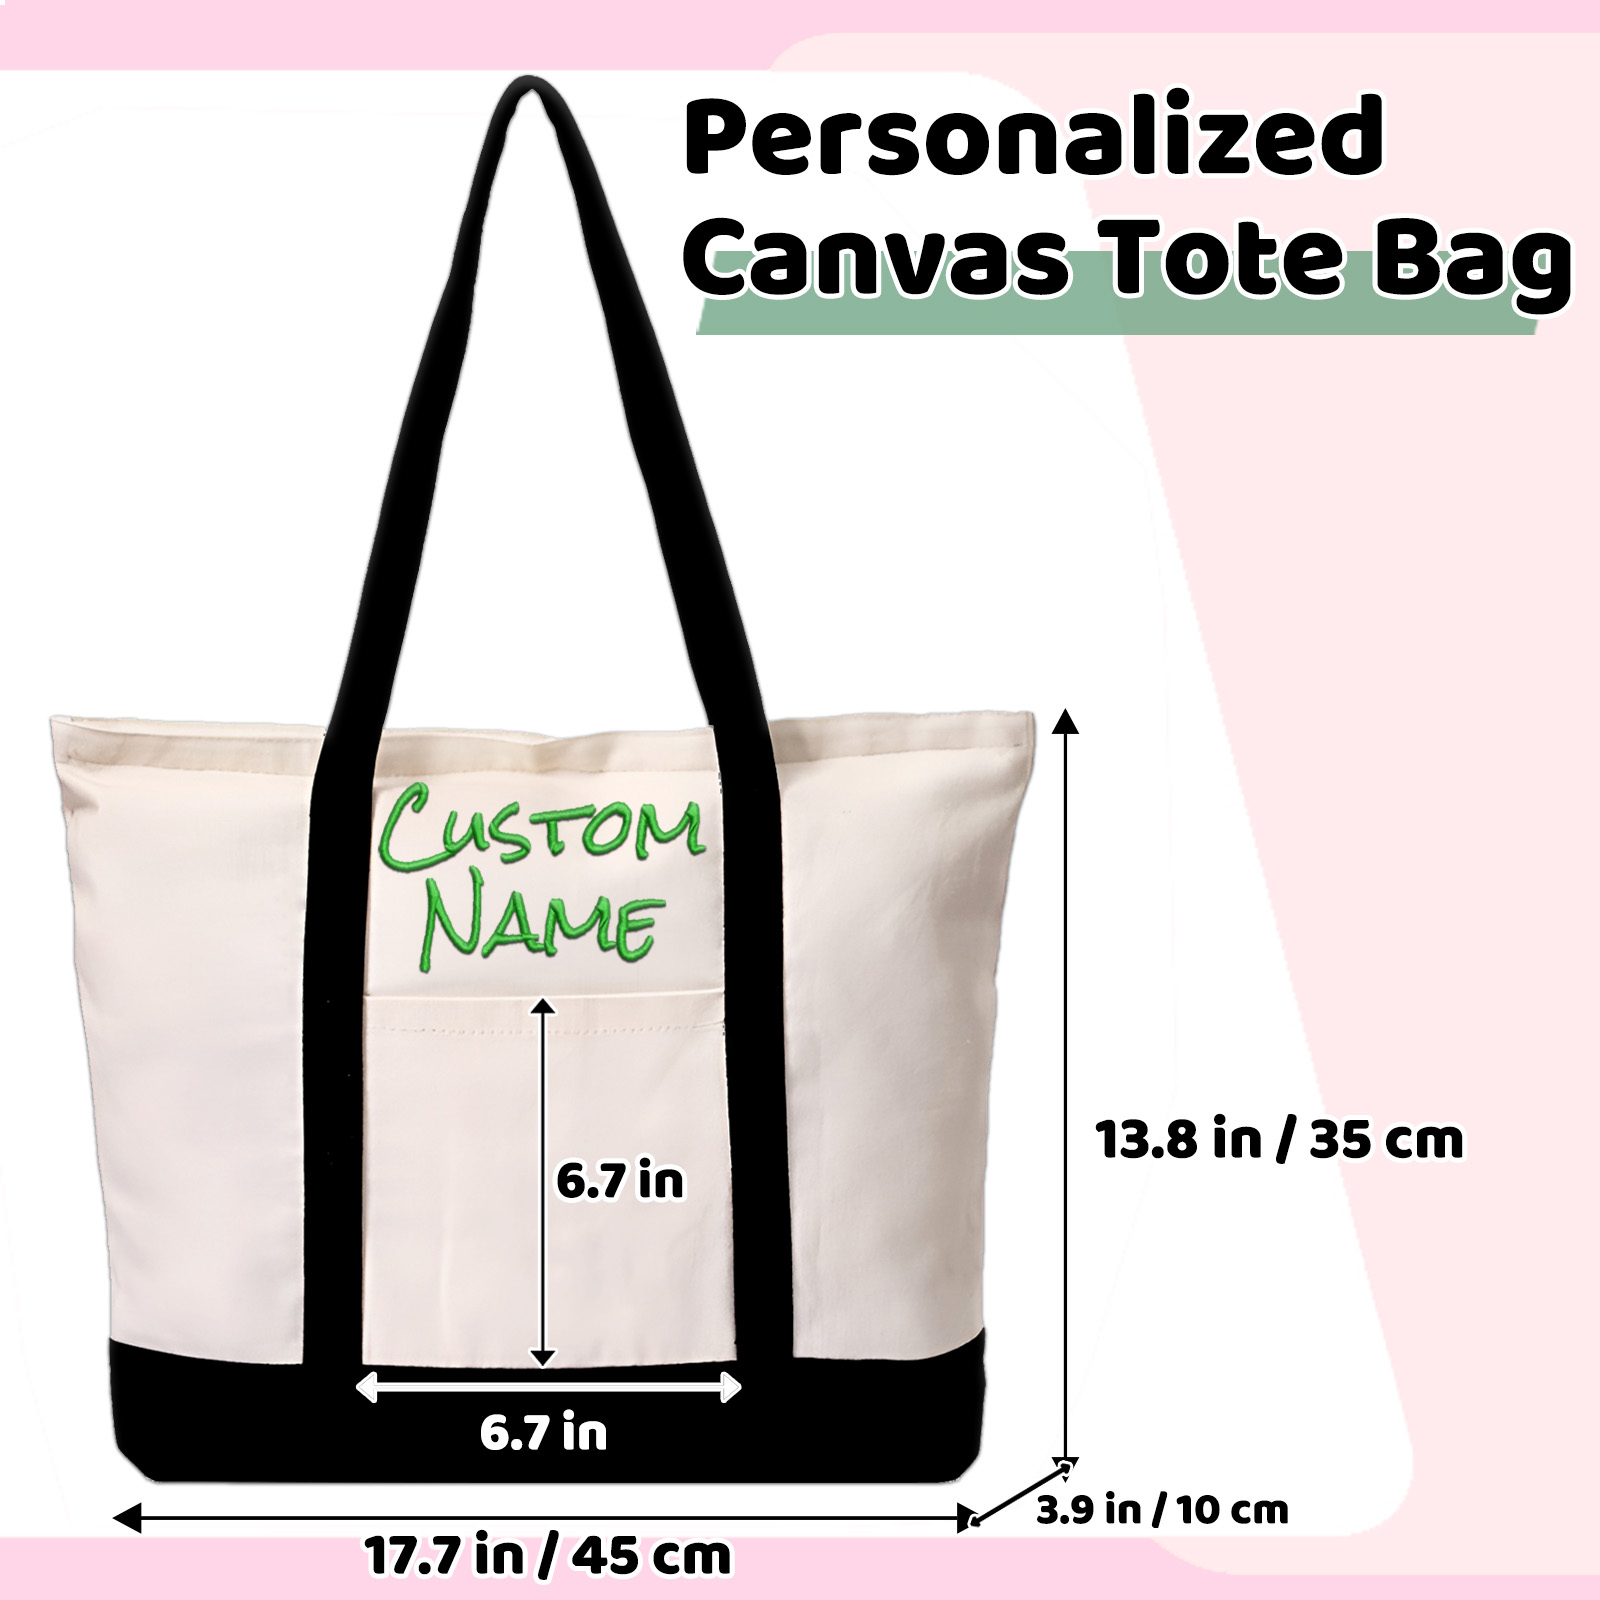 Personalized
Canvas Tote Bag
CUSTOM
NAME
6.7 in
13.8 in / 35 cm
6.7 in
3.9 in / 10 cm
17.7 in / 45 cm